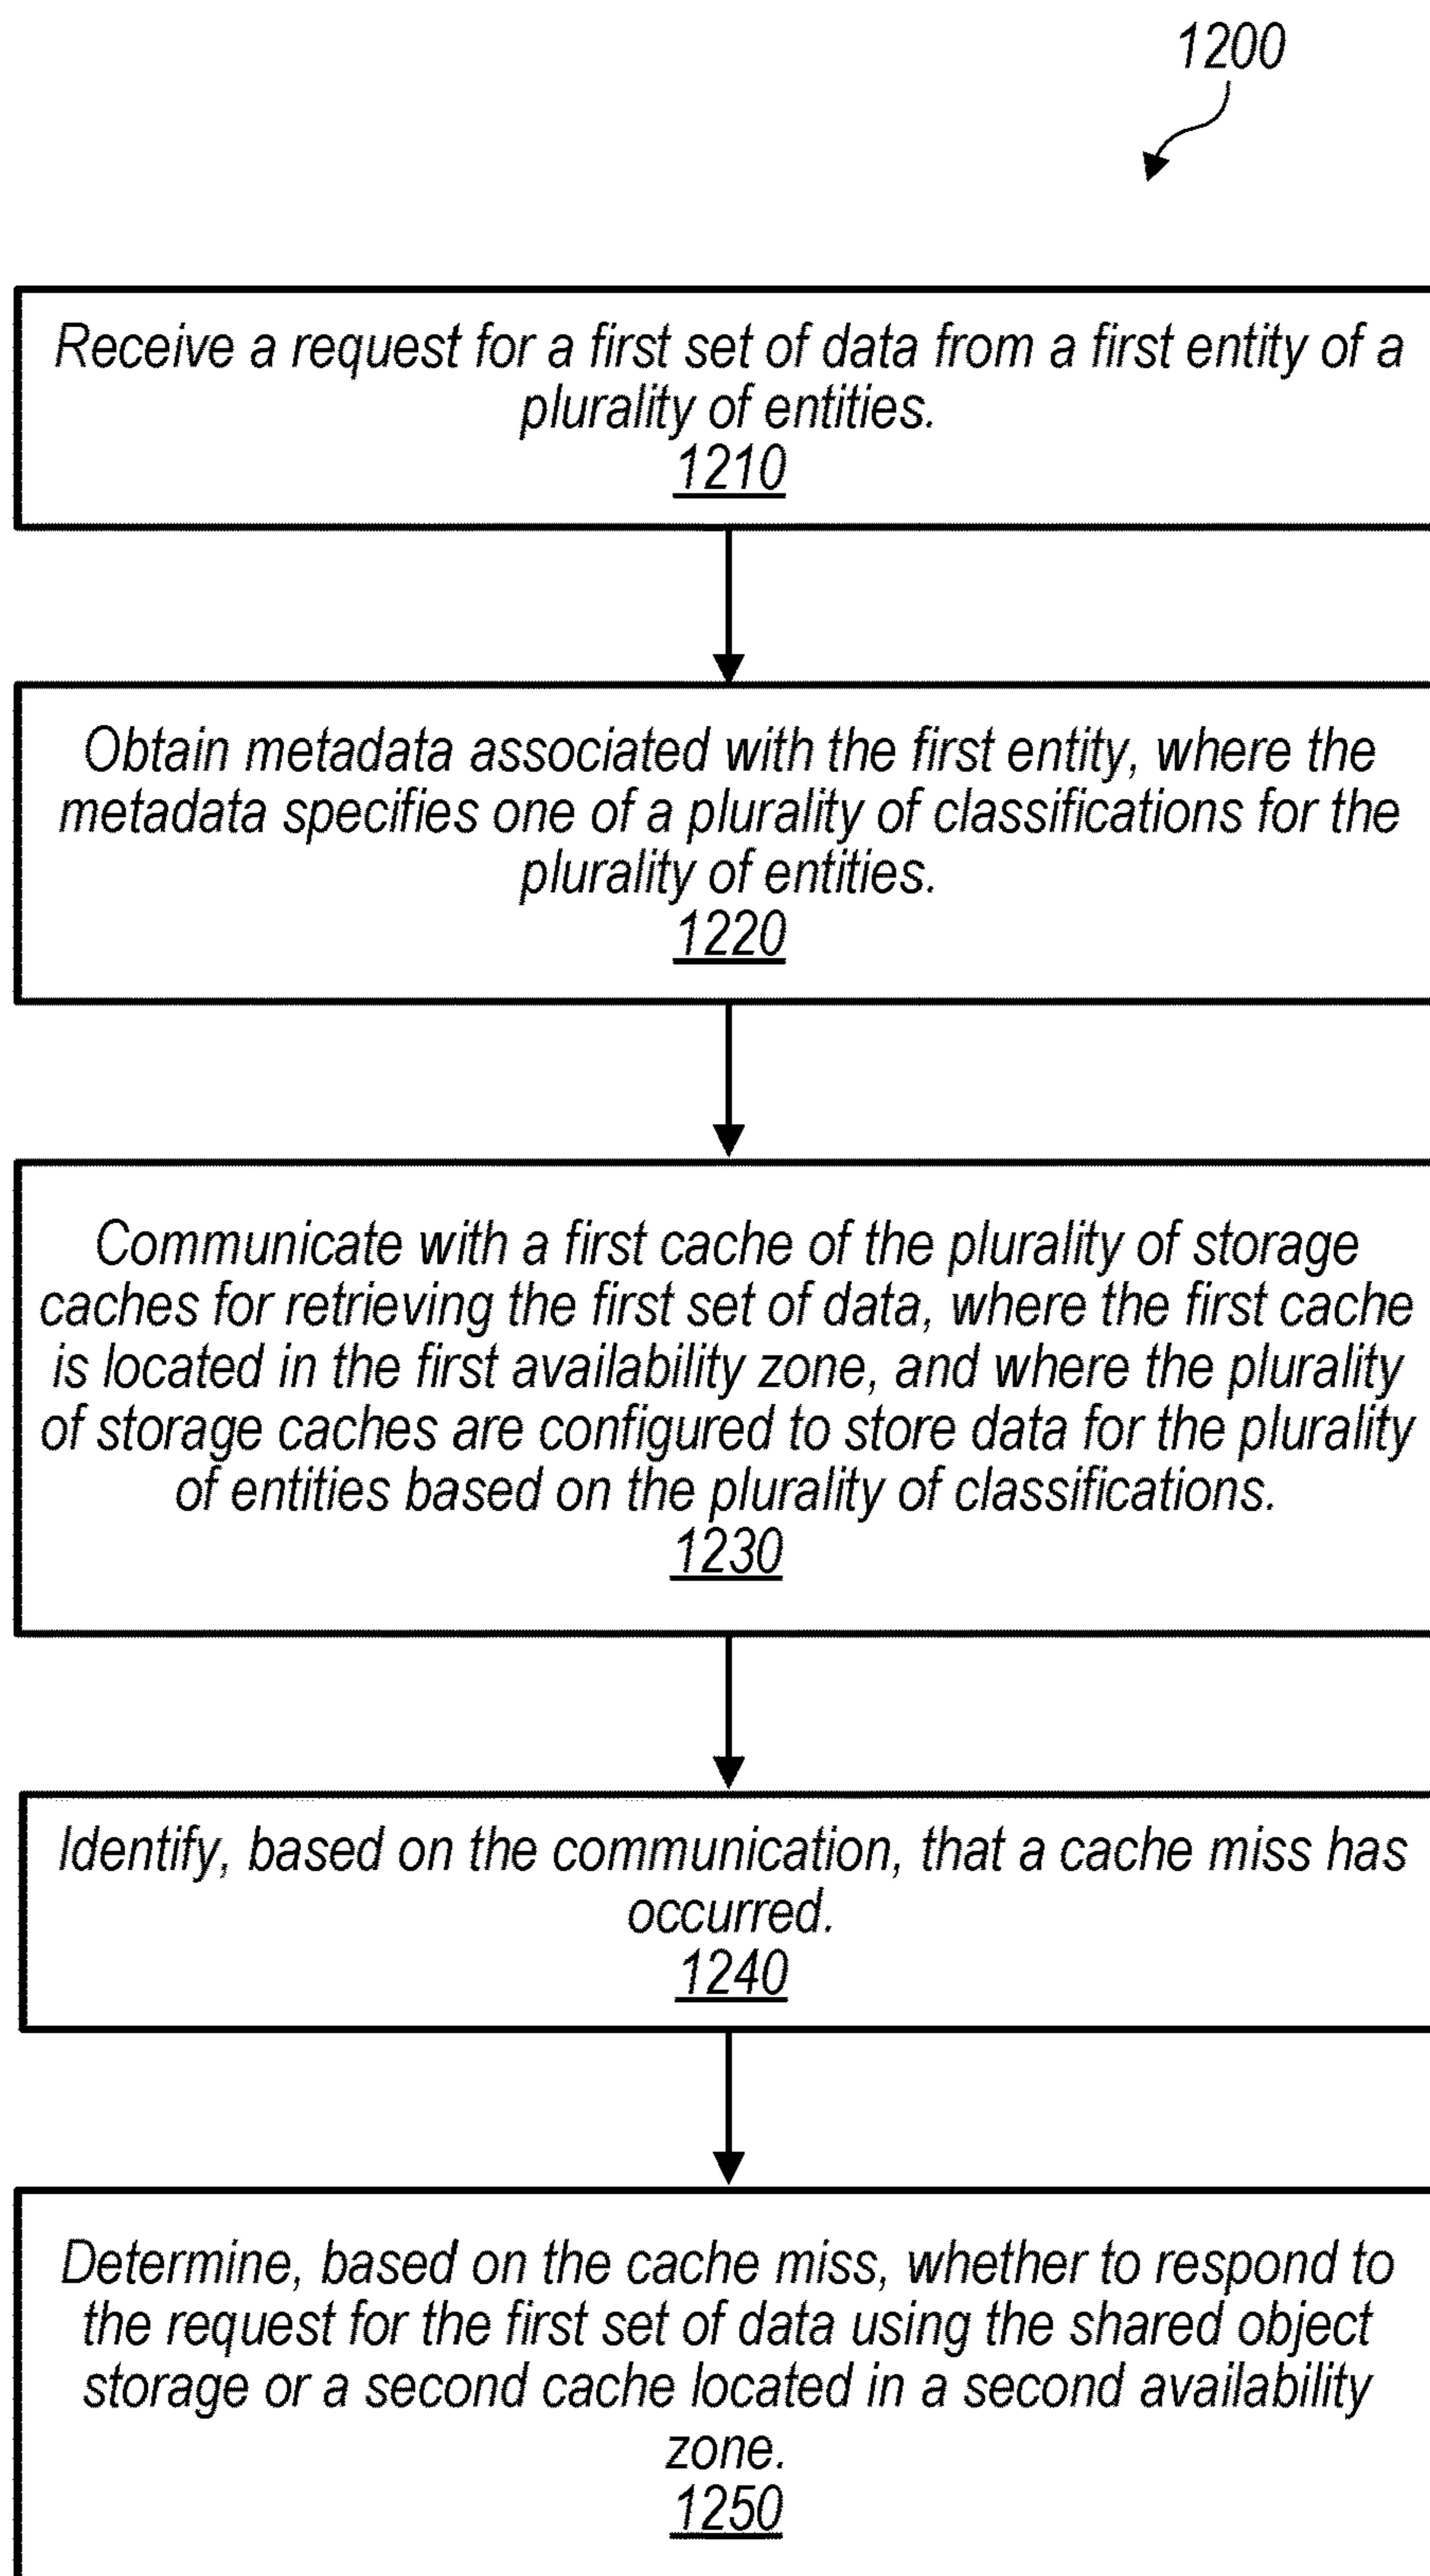 1200
Receive a request for a first set of data from a first entity of a
plurality of entities.
1210
Obtain metadata associated with the first entity, where the
metadata specifies one of a plurality of classifications for the
plurality of entities.
1220
Communicate with a first cache of the plurality of storage
caches for retrieving the first set of data, where the first cache
is located in the first availability zone, and where the plurality
of storage caches are configured to store data for the plurality
of entities based on the plurality of classifications.
1230
Identify, based on the communication, that a cache miss has
occurred.
1240
Determine, based on the cache miss, whether to respond to
the request for the first set of data using the shared object
storage or a second cache located in a second availability
zone.
1250